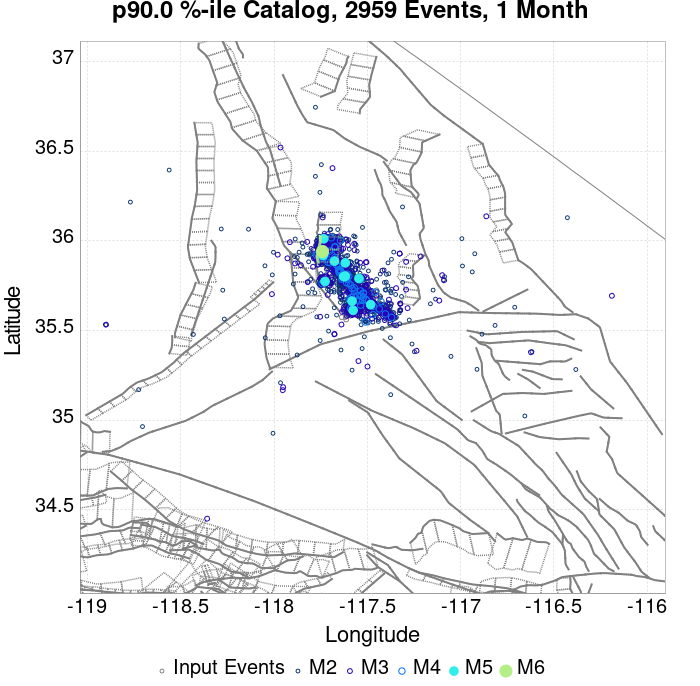 p90.0 %-ile Catalog, 2959 Events, 1 Month
37
36.5
36
35.5
35
34.5
Latitude
-119 -118.5 -118 -117.5 -117 -116.5 -116
Longitude
Input Events M2 M3 M4 M5 M6